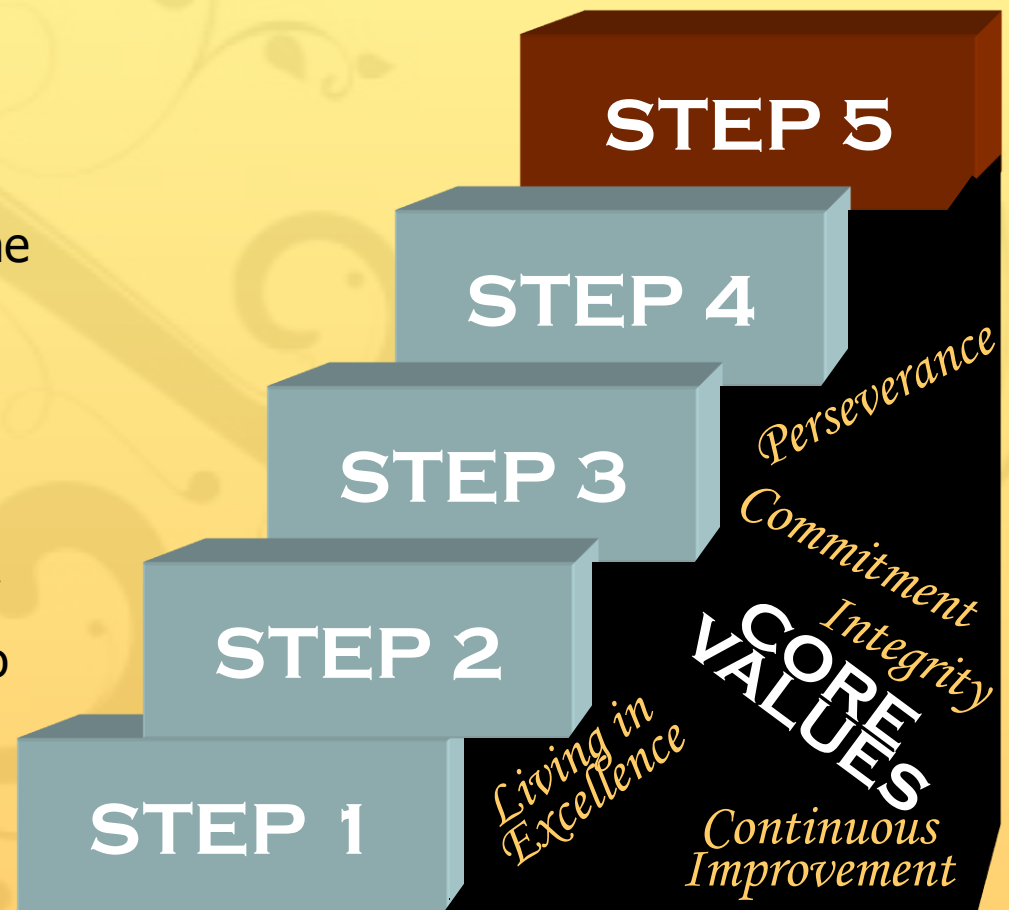 STEP 5
STEP 4
Perseverance
STEP 3
Commitment
Integrity
CORE
VALUES
STEP 2
Living in
Excellence
STEP 1
Continuous
Improvement